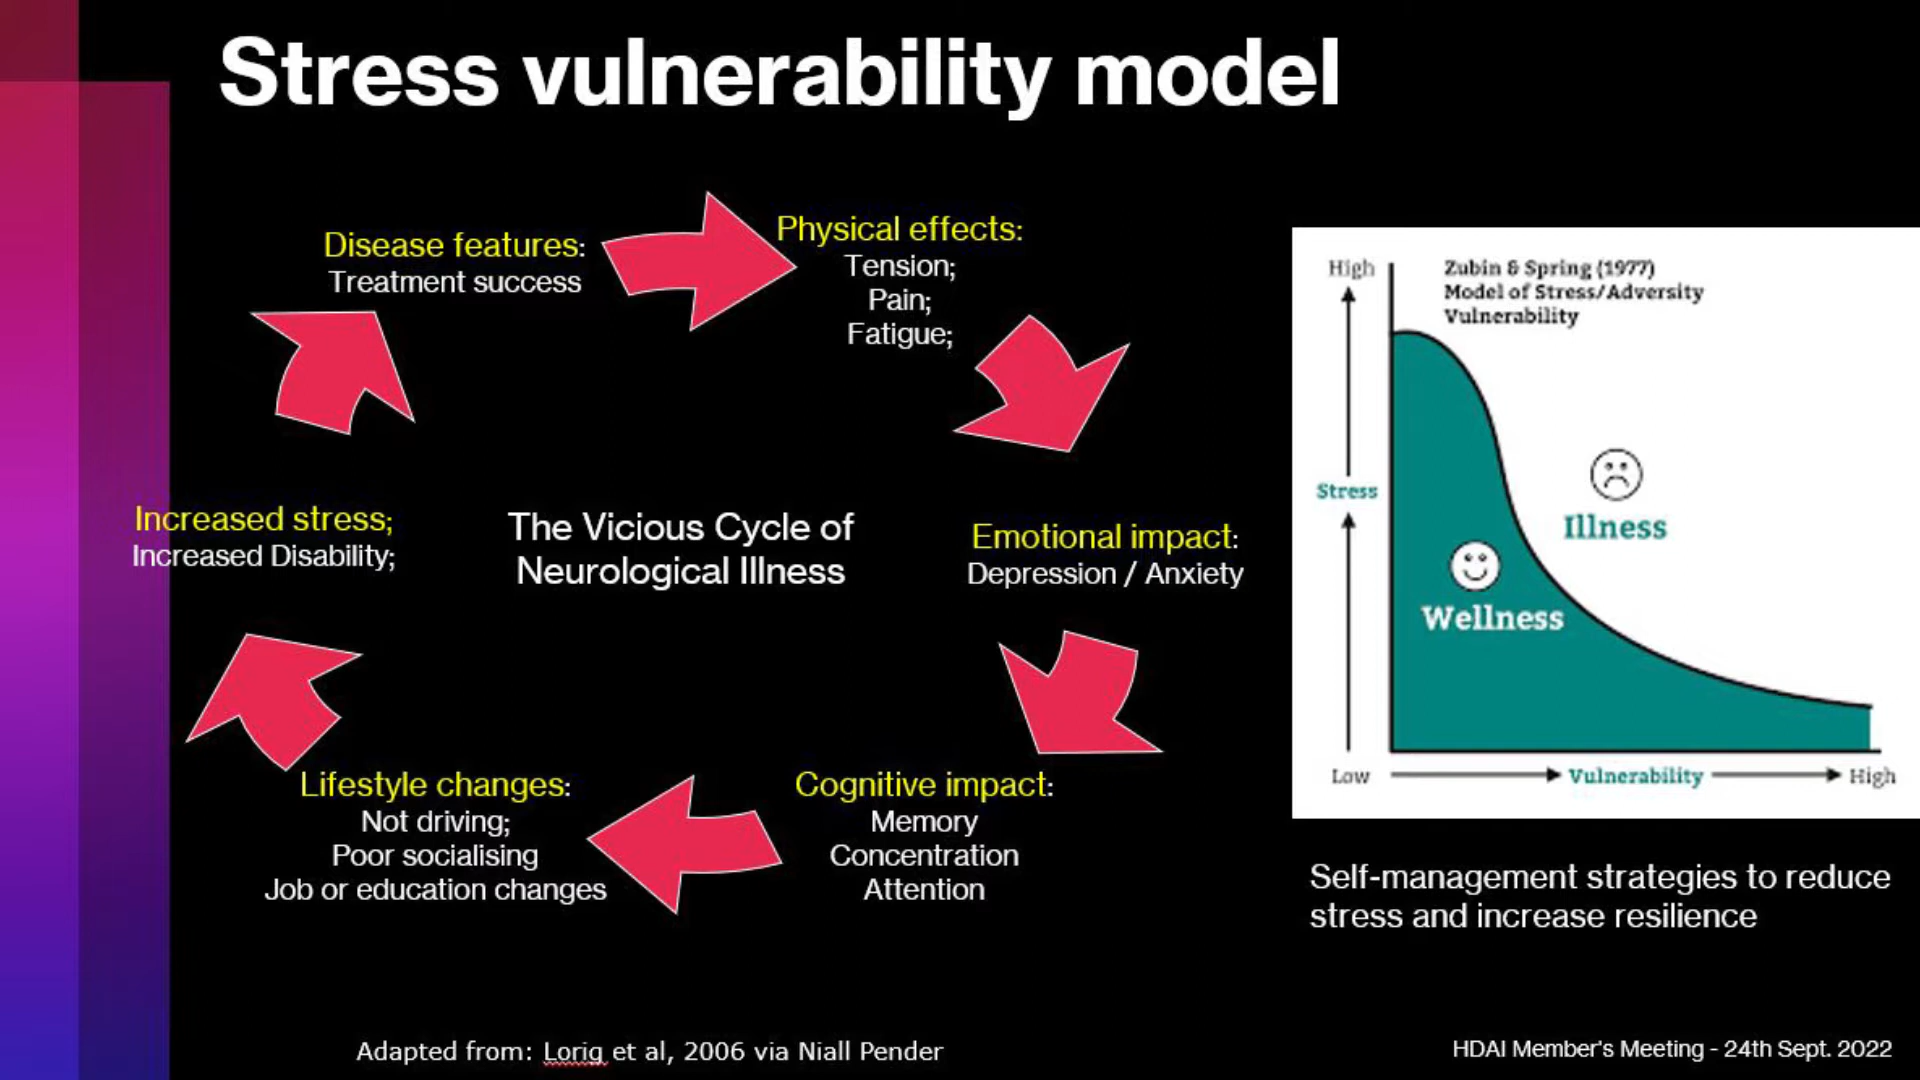 Stress vulnerability model
Disease features:
Treatment success
Physical effects:
Tension;
Pain;
Fatigue;
Emotional impact:
Depression / Anxiety
Cognitive impact:
Memory
Concentration
Attention
Lifestyle changes:
Not driving;
Poor socialising
Job or education changes
Increased stress;
Increased Disability;
The Vicious Cycle of
Neurological Illness
High
Zubin & Spring (1977)
Model of Stress/Adversity
Vulnerability
Stress
Illness
Wellness
Low
Vulnerability
High
Self-management strategies to reduce
stress and increase resilience
Adapted from: Lorig et al, 2006 via Niall Pender
HDAI Member's Meeting - 24th Sept. 2022